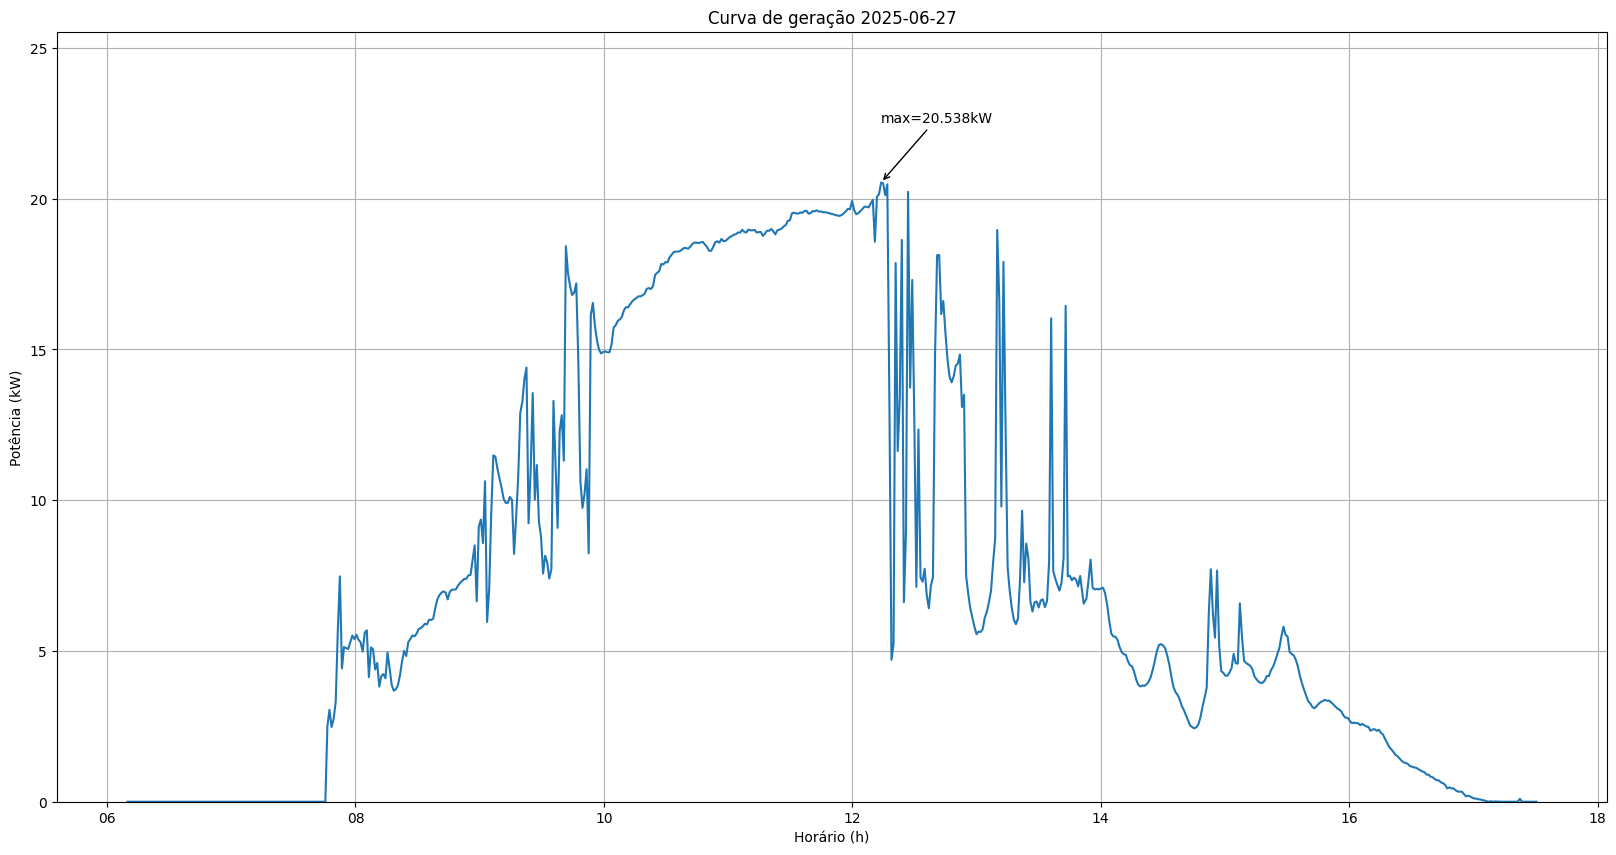 Curva de geração 2025-06-27
25
20
15
10
5
0
Potência (kW)
max=20.538kW
06 08 10 12 14 16 18
Horário (h)